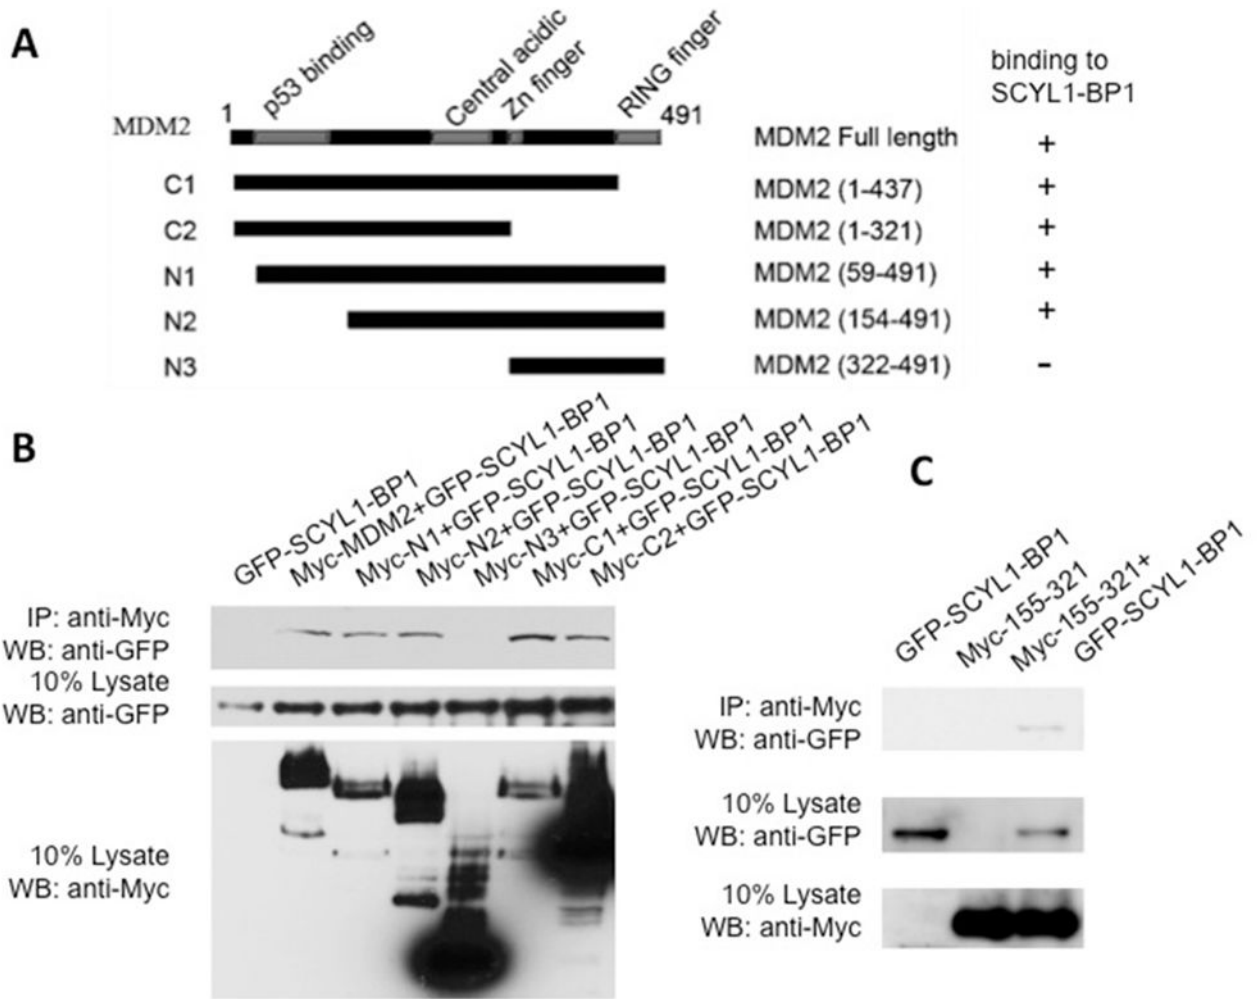 A
p53 binding
Central acidic
Zn finger
RING finger
binding to
SCYL1-BP1
1
491
MDM2
MDM2 Full length
+
C1
MDM2 (1-437)
+
C2
MDM2 (1-321)
+
N1
MDM2 (59-491)
+
N2
MDM2 (154-491)
+
N3
MDM2 (322-491)
-
B
GFP-SCYL1-BP1
Myc-MDM2+GFP-SCYL1-BP1
Myc-N1+GFP-SCYL1-BP1
Myc-N2+GFP-SCYL1-BP1
Myc-N3+GFP-SCYL1-BP1
Myc-C1+GFP-SCYL1-BP1
Myc-C2+GFP-SCYL1-BP1
IP: anti-Myc
WB: anti-GFP
10% Lysate
WB: anti-GFP
10% Lysate
WB: anti-Myc
C
GFP-SCYL1-BP1
Myc-155-321
Myc-155-321+
GFP-SCYL1-BP1
IP: anti-Myc
WB: anti-GFP
10% Lysate
WB: anti-GFP
10% Lysate
WB: anti-Myc